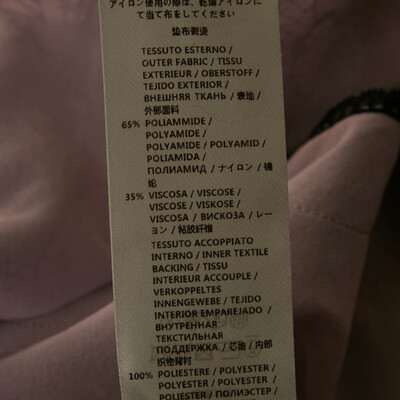 アイロン使用の際は、乾燥アイロンに
て当て布をしてください
垫布御烫
TESSUTO ESTERNO /
OUTER FABRIC / TISSU
EXTERIEUR / OBERSTOFF /
TEJIDO EXTERIOR /
ВНЕШНЯЯ ТКАНЬ / 表地 /
外部面料
65% POLIAMMIDE /
POLYAMIDE /
POLYAMIDE / POLYAMID /
POLIAMIDA /
ПОЛИАМИД / ナイロン / 锦
纶
35% VISCOSA / VISCOSE /
VISCOSE / VISKOSE /
VISCOSA / ВИСКОЗА / レー
ヨン / 粘胶纤维
TESSUTO ACCOPPIATO
INTERNO / INNER TEXTILE
BACKING / TISSU
INTERIEUR ACCOUPLE /
VERKOPPELTES
INNENGEWEBE / TEJIDO
INTERIOR EMPAREJADO /
ВНУТРЕННАЯ
ТЕКСТИЛЬНАЯ
ПОДДЕРЖКА / 芯地 / 内部
织物背衬
100% POLIESTERE / POLYESTER /
POLYESTER / POLYESTER /
POLIESTER / ПОЛИЭСТЕР /